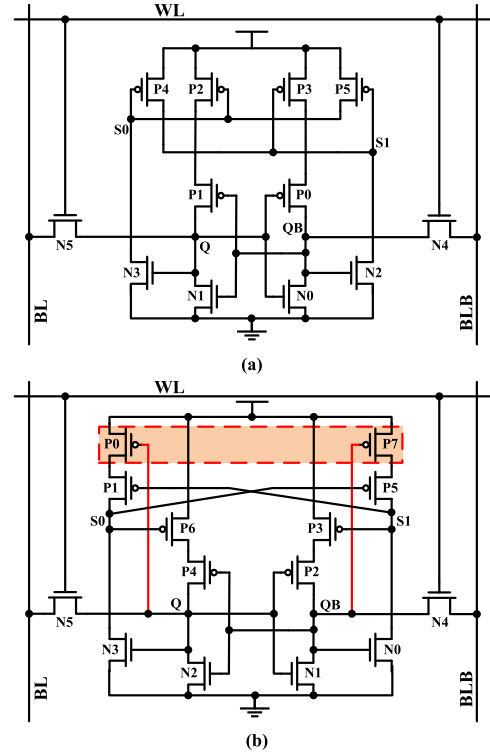 WL
P4 P2 P3 P5
S0 S1
P1 P0
QB
Q
N5 N4
N3 N2
N1 N0
BL BLB
(a)
WL
P0 P7
P1 P5
S0 S1
P6 P3
P4 P2
Q QB
N5 N4
N3 N0
N2 N1
BL BLB
(b)